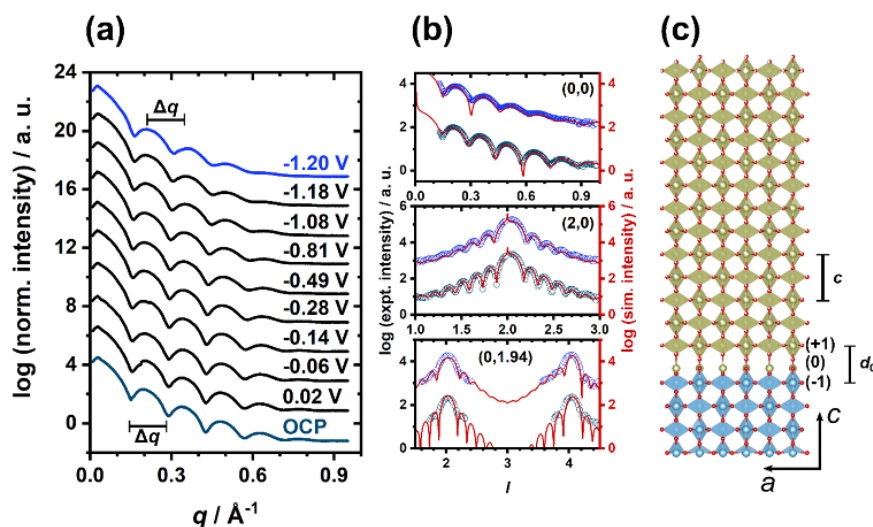 (a)
24
20
16
12
8
4
0
log (norm. intensity) / a. u.
Δq
-1.20 V
-1.18 V
-1.08 V
-0.81 V
-0.49 V
-0.28 V
-0.14 V
-0.06 V
0.02 V
OCP
Δq
0.0 0.3 0.6 0.9
q / Å⁻¹
(b)
log (expt. intensity) / a. u.
log (sim. intensity) / a. u.
(0,0)
4
2
0
4
2
0
0.0 0.3 0.6 0.9
(2,0)
6
4
2
0
6
4
2
0
1.0 1.5 2.0 2.5 3.0
(0,1.94)
4
2
0
4
2
0
2 3 4
l
(c)
c
(+1)
(0)
(-1)
d₀
c
a